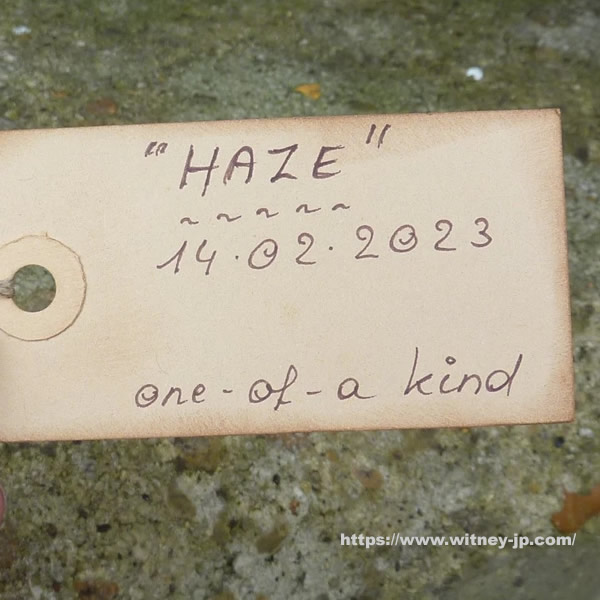 "HAZE"
~ ~ ~ ~ ~
14.02.2023
one-of-a kind
https://www.witney-jp.com/